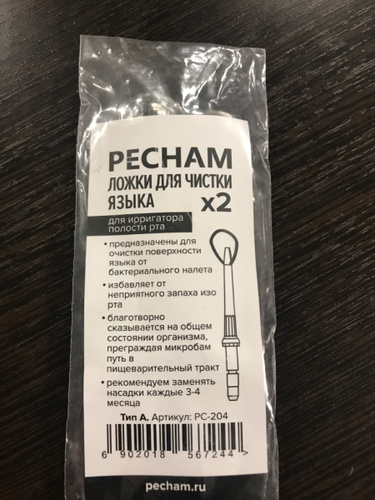 PECHAM
ЛОЖКИ ДЛЯ ЧИСТКИ
ЯЗЫКА x2
для ирригатора
полости рта
• предназначены для
очистки поверхности
языка от
бактериального налета
• избавляет от
неприятного запаха изо
рта
• благотворно
сказывается на общем
состоянии организма,
преграждая микробам
путь в
пищеварительный тракт
• рекомендуем заменять
насадки каждые 3-4
месяца
Тип А. Артикул: PC-204
6 902018 567244 >
pecham.ru